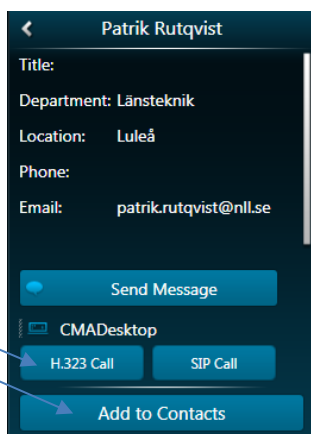 Patrik Rutqvist
Title:
Department: Länsteknik
Location: Luleå
Phone:
Email: patrik.rutqvist@nll.se
Send Message
CMADesktop
H.323 Call SIP Call
Add to Contacts